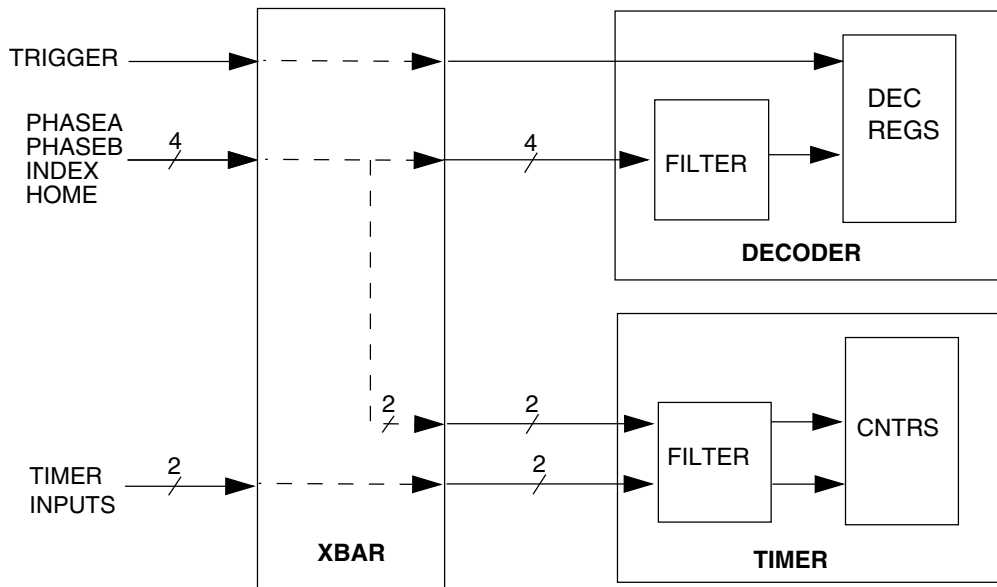 TRIGGER
PHASEA
PHASEB
INDEX
HOME
4
4
FILTER
DEC
REGS
DECODER
2
2
TIMER
INPUTS
2
2
FILTER
CNTRS
XBAR
TIMER